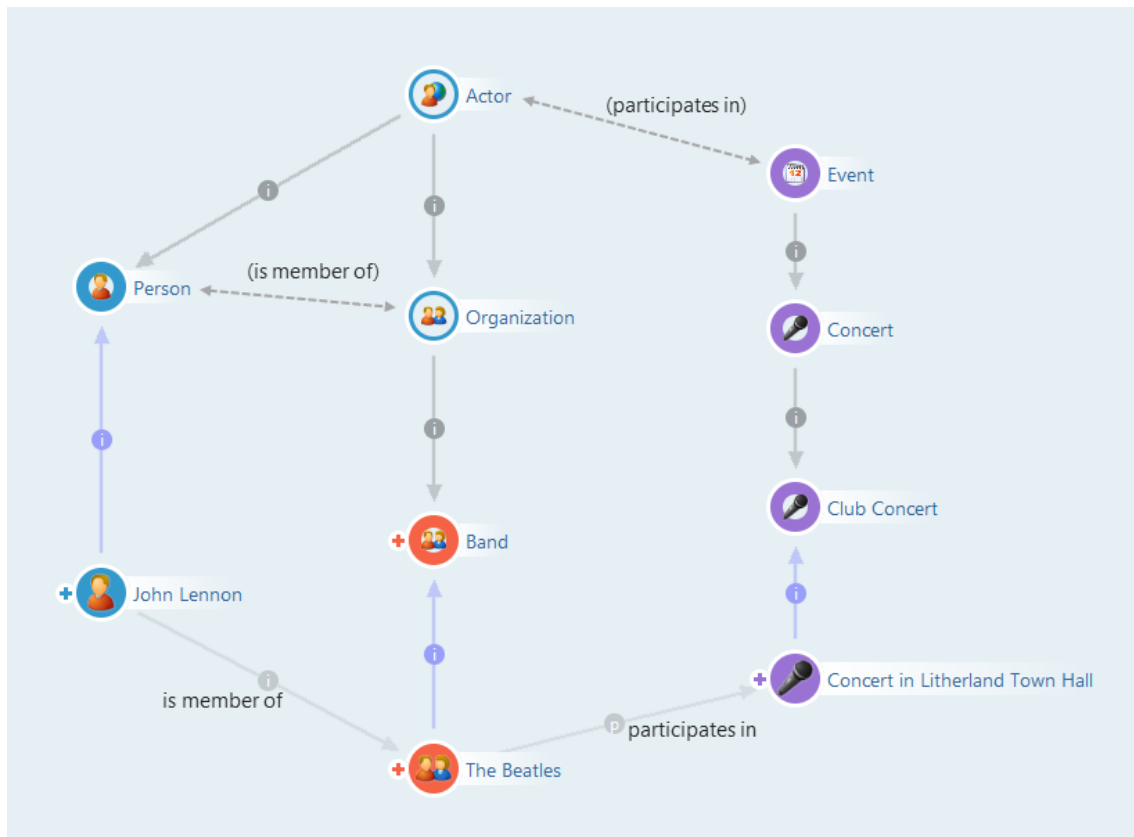 Actor
(participates in)
Event
i
i
i
(is member of)
Person
Organization
Concert
i
i
i
Club Concert
Band
John Lennon
i
i
i
is member of
Concert in Litherland Town Hall
p
participates in
The Beatles
12